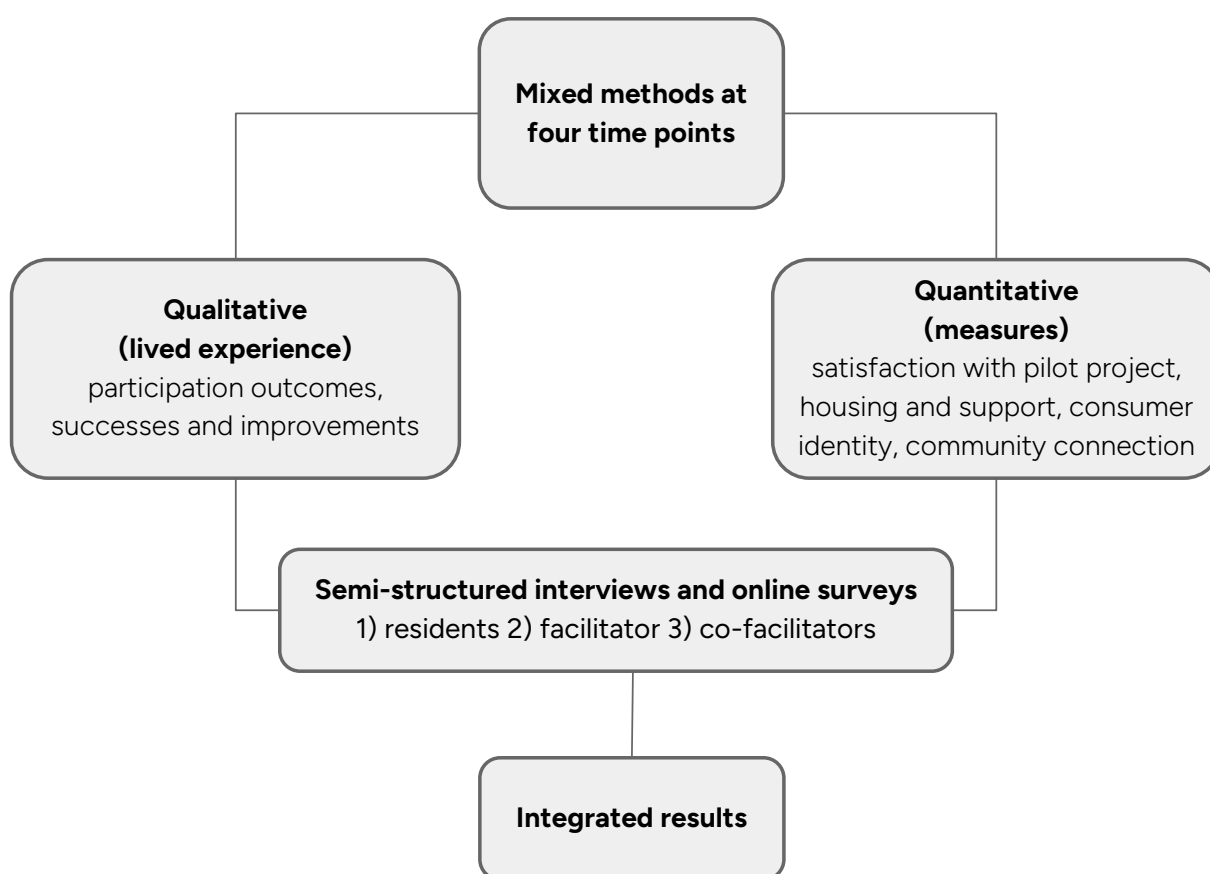 Mixed methods at
four time points
Qualitative
(lived experience)
participation outcomes,
successes and improvements
Quantitative
(measures)
satisfaction with pilot project,
housing and support, consumer
identity, community connection
Semi-structured interviews and online surveys
1) residents 2) facilitator 3) co-facilitators
Integrated results